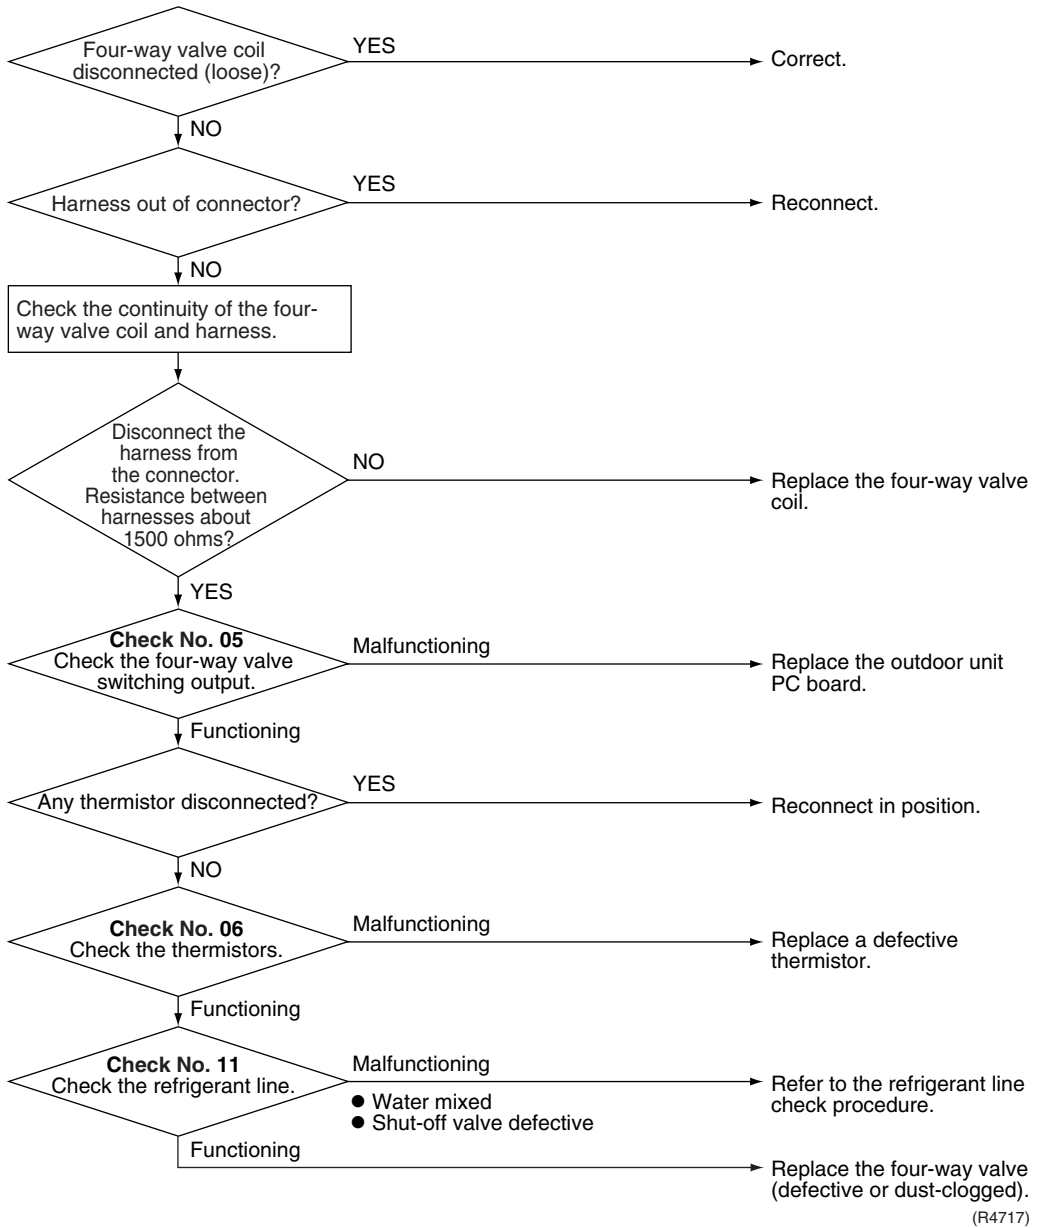 Four-way valve coil
disconnected (loose)?
YES
Correct.
NO
Harness out of connector?
YES
Reconnect.
NO
Check the continuity of the four-
way valve coil and harness.
Disconnect the
harness from
the connector.
Resistance between
harnesses about
1500 ohms?
NO
Replace the four-way valve
coil.
YES
Check No. 05
Check the four-way valve
switching output.
Malfunctioning
Replace the outdoor unit
PC board.
Functioning
Any thermistor disconnected?
YES
Reconnect in position.
NO
Check No. 06
Check the thermistors.
Malfunctioning
Replace a defective
thermistor.
Functioning
Check No. 11
Check the refrigerant line.
Malfunctioning
● Water mixed
● Shut-off valve defective
Refer to the refrigerant line
check procedure.
Functioning
Replace the four-way valve
(defective or dust-clogged).
(R4717)